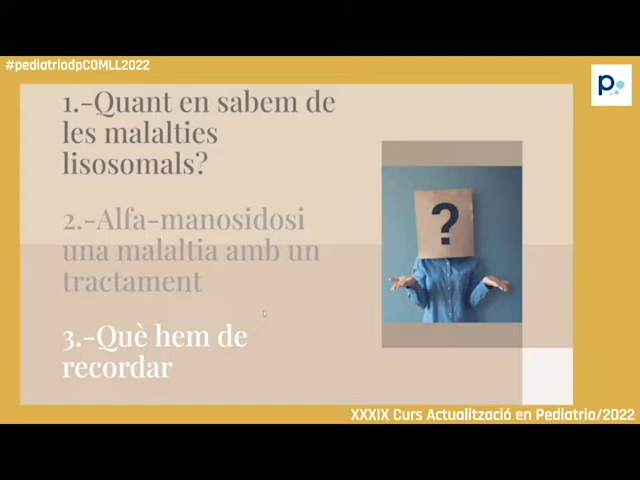 #pediatriadpCOMLL2022
p
1.-Quant en sabem de
les malalties
lisosomals?
2.-Alfa-manosidosi
una malaltia amb un
tractament
?
3.-Què hem de
recordar
XXXIX Curs Actualització en Pediatria/2022